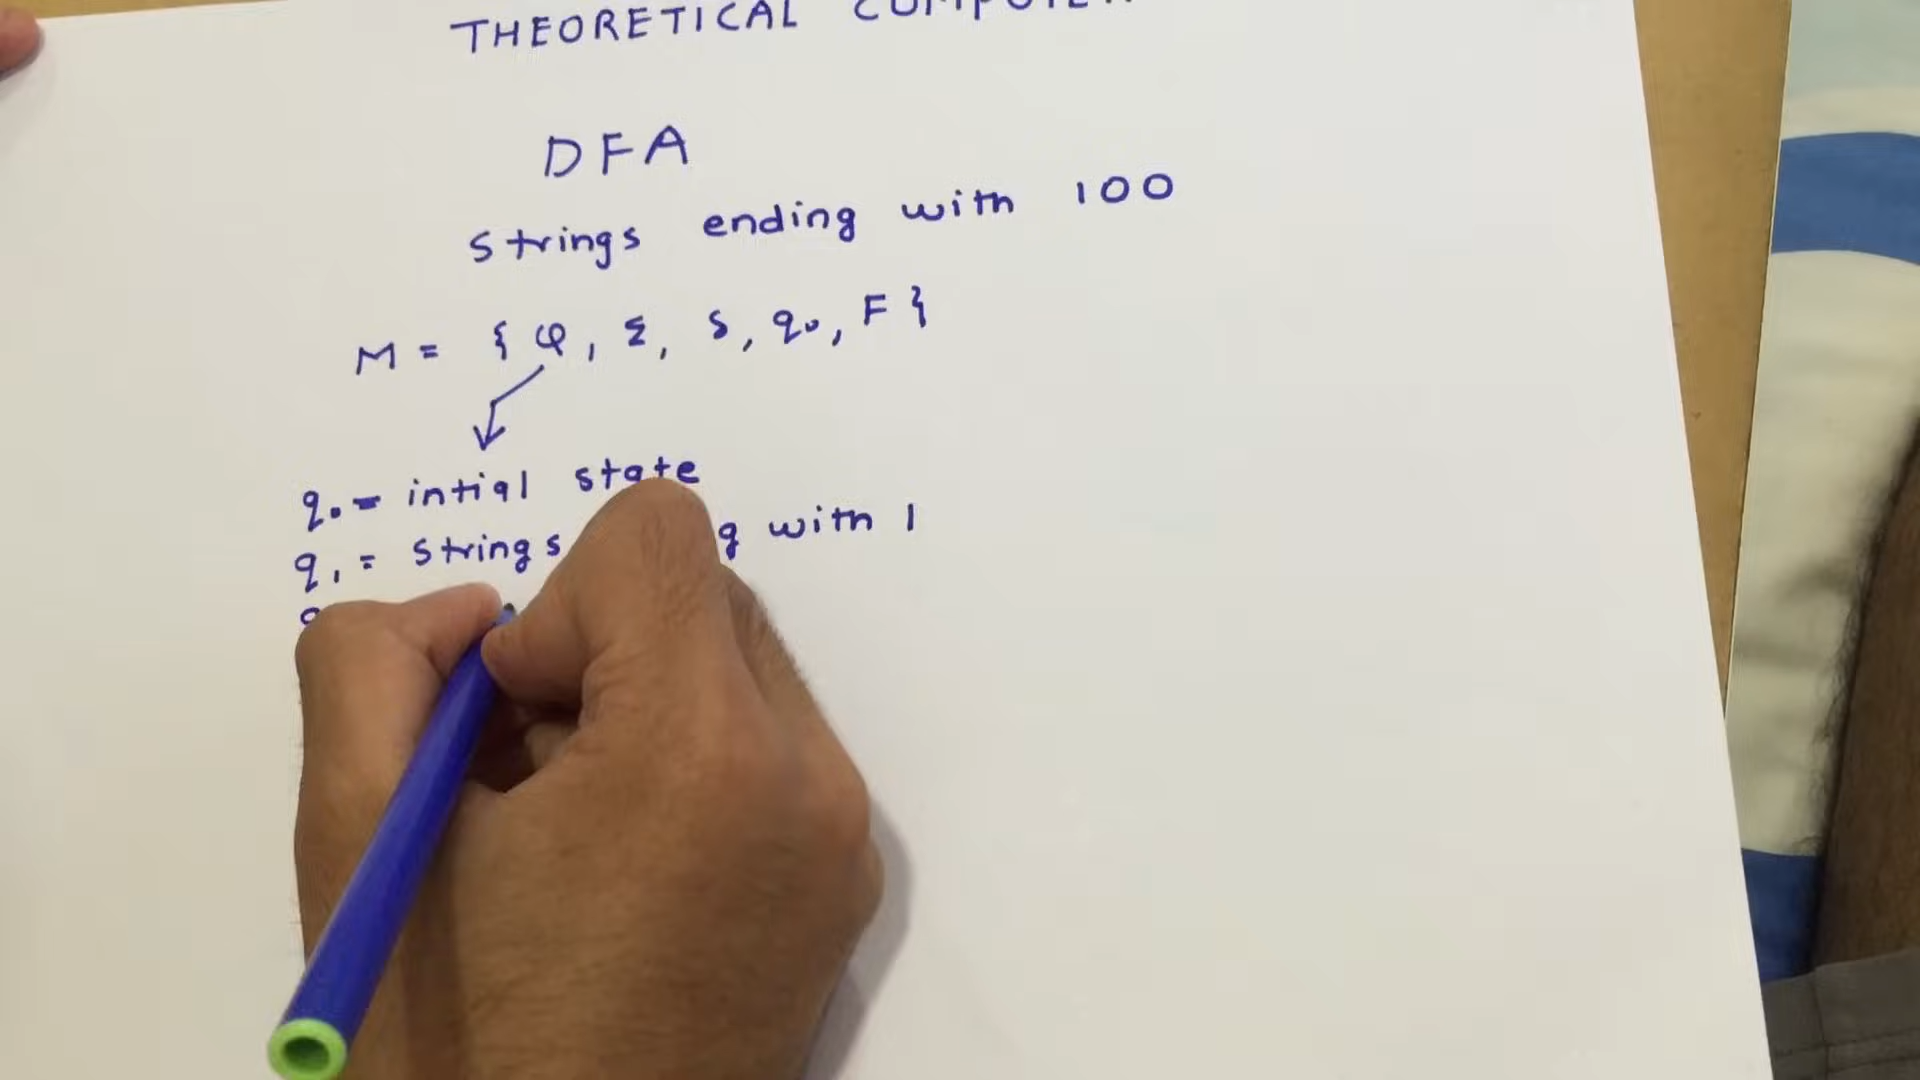 THEORETICAL
DFA
strings ending with 100
M = { φ, Σ, δ, q0, F }
q0 = intial state
q1 = strings with 1